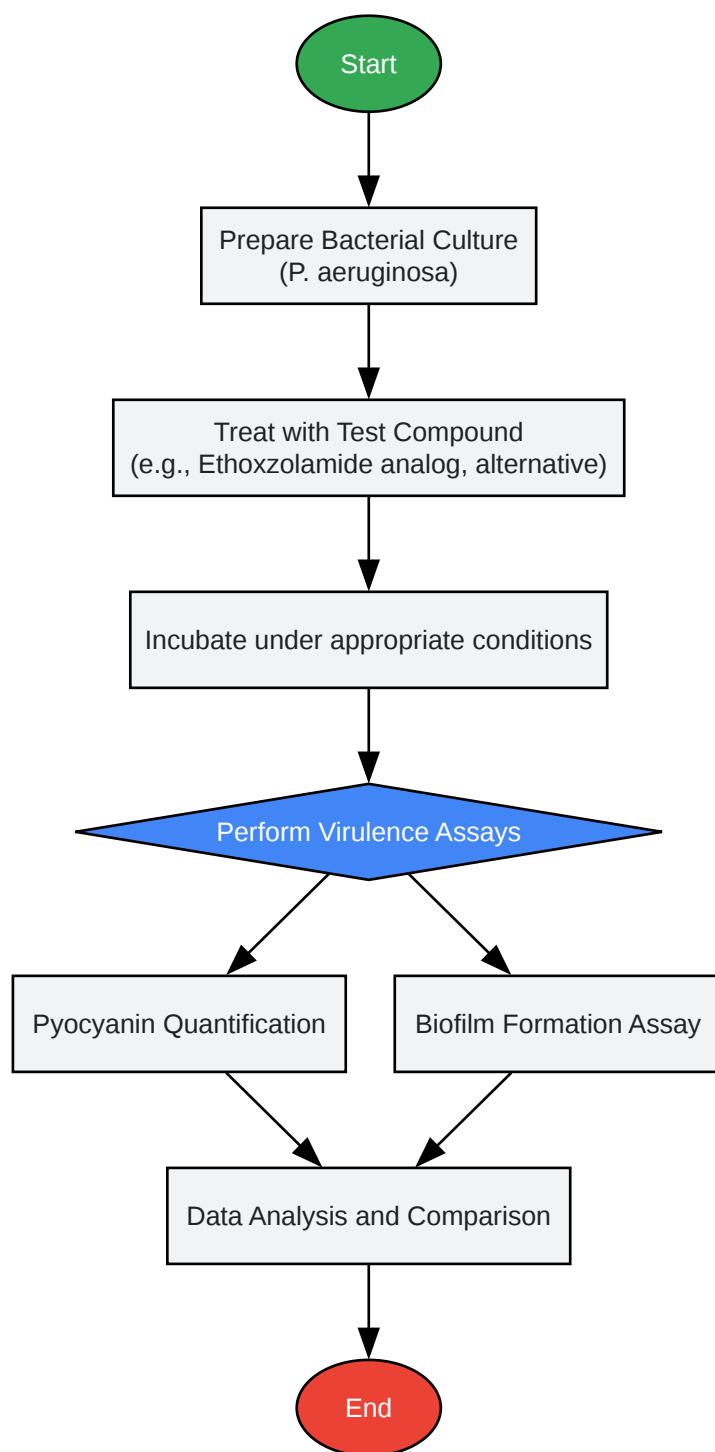 Start
Prepare Bacterial Culture
(P. aeruginosa)
Treat with Test Compound
(e.g., Ethoxzolamide analog, alternative)
Incubate under appropriate conditions
Perform Virulence Assays
Pyocyanin Quantification
Biofilm Formation Assay
Data Analysis and Comparison
End